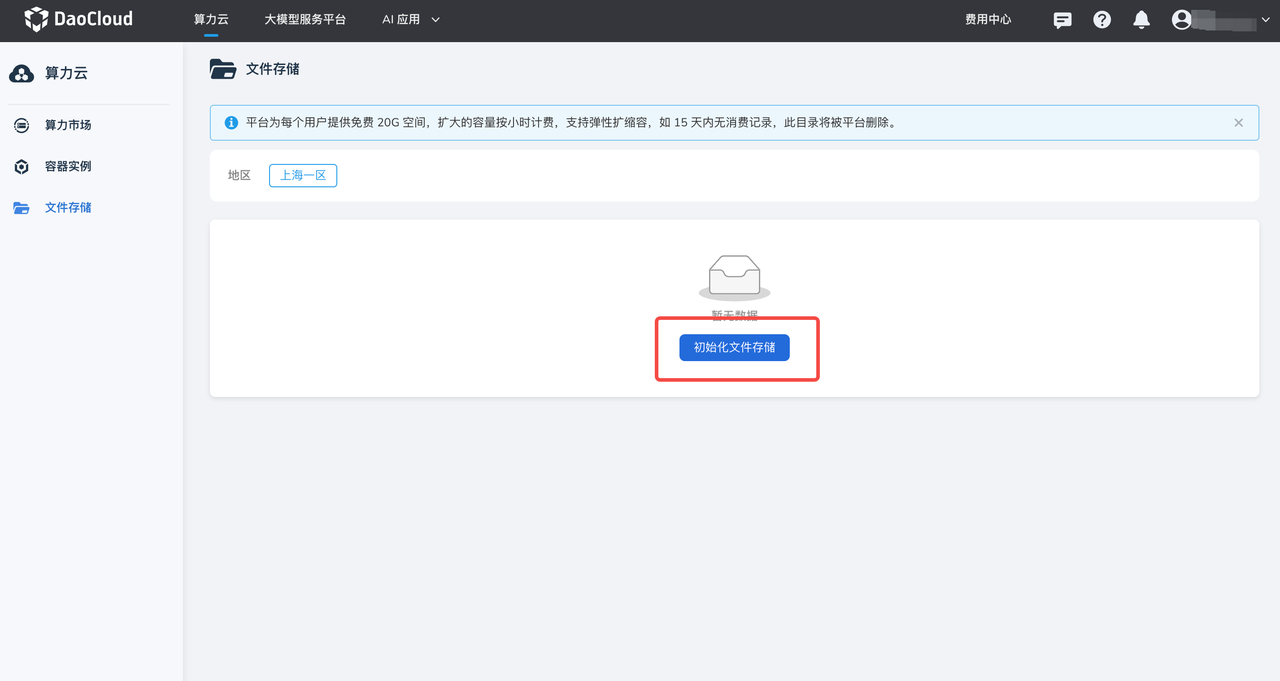 DaoCloud 算力云 大模型服务平台 AI 应用 费用中心
算力云
算力市场
容器实例
文件存储
文件存储
平台为每个用户提供免费 20G 空间，扩大的容量按小时计费，支持弹性扩缩容，如 15 天内无消费记录，此目录将被平台删除。
地区 上海一区
暂无数据
初始化文件存储